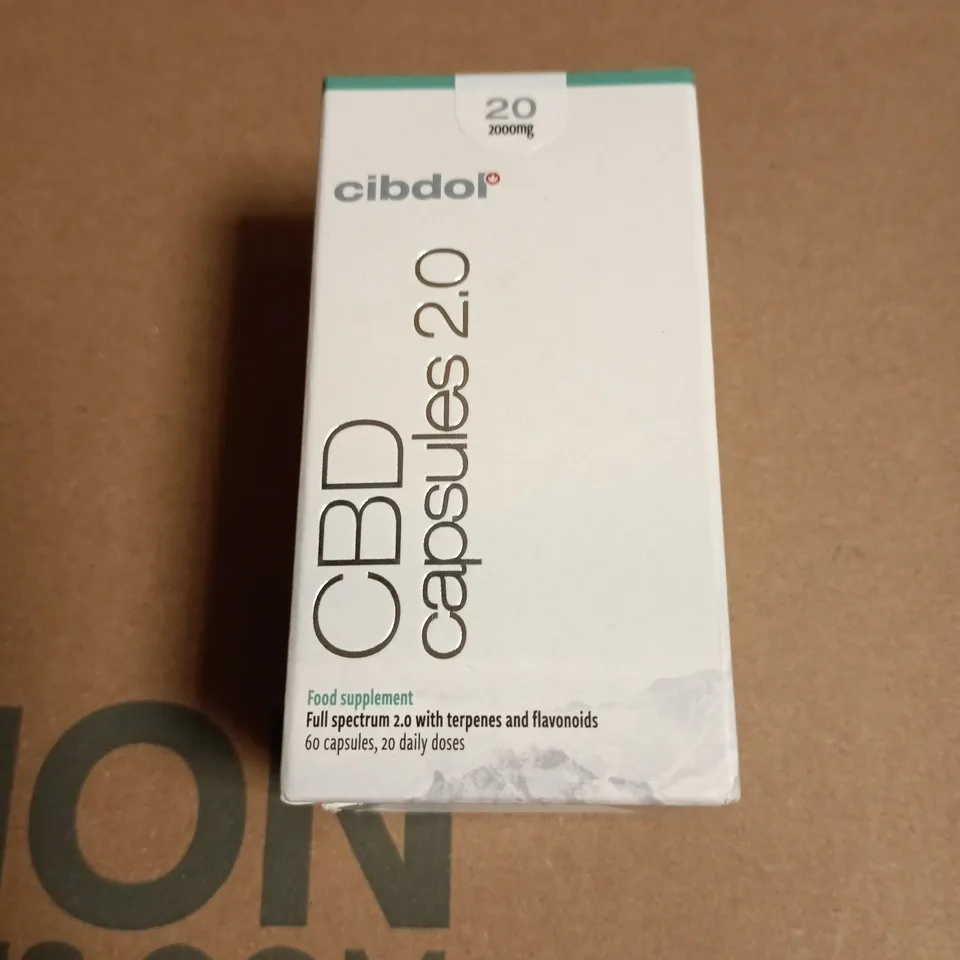 20
2000mg
cibdol
CBD
capsules 2.0
Food supplement
Full spectrum 2.0 with terpenes and flavonoids
60 capsules, 20 daily doses
ION